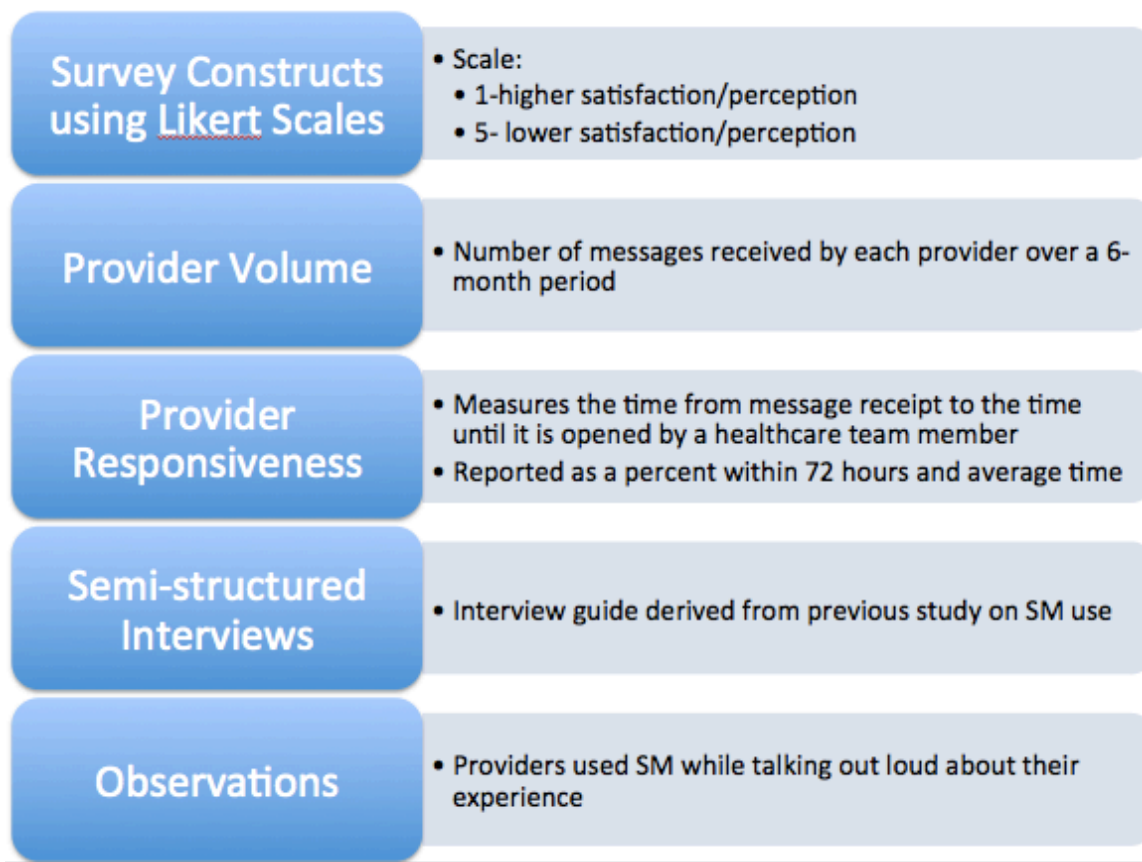 Survey Constructs
using Likert Scales
• Scale:
• 1-higher satisfaction/perception
• 5- lower satisfaction/perception
Provider Volume
• Number of messages received by each provider over a 6-
month period
Provider
Responsiveness
• Measures the time from message receipt to the time
until it is opened by a healthcare team member
• Reported as a percent within 72 hours and average time
Semi-structured
Interviews
• Interview guide derived from previous study on SM use
Observations
• Providers used SM while talking out loud about their
experience